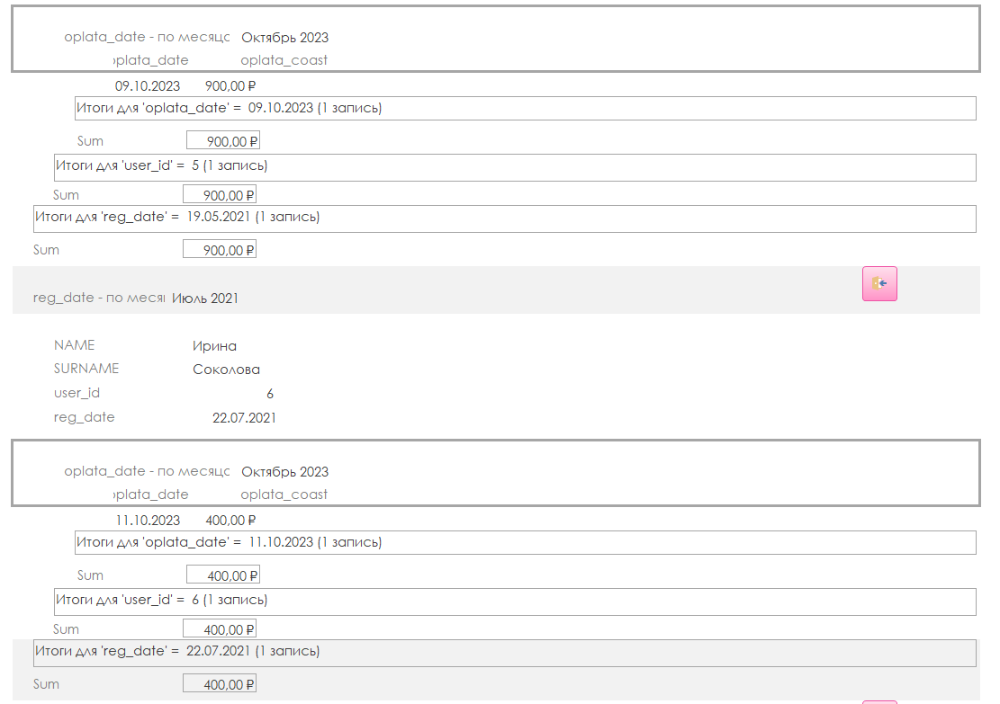 oplata_date - по месяцс Октябрь 2023
oplata_date oplata_coast
09.10.2023 900,00 ₽
Итоги для 'oplata_date' = 09.10.2023 (1 запись)
Sum 900,00 ₽
Итоги для 'user_id' = 5 (1 запись)
Sum 900,00 ₽
Итоги для 'reg_date' = 19.05.2021 (1 запись)
Sum 900,00 ₽
reg_date - по меся Июль 2021
NAME Ирина
SURNAME Соколова
user_id 6
reg_date 22.07.2021
oplata_date - по месяцс Октябрь 2023
oplata_date oplata_coast
11.10.2023 400,00 ₽
Итоги для 'oplata_date' = 11.10.2023 (1 запись)
Sum 400,00 ₽
Итоги для 'user_id' = 6 (1 запись)
Sum 400,00 ₽
Итоги для 'reg_date' = 22.07.2021 (1 запись)
Sum 400,00 ₽